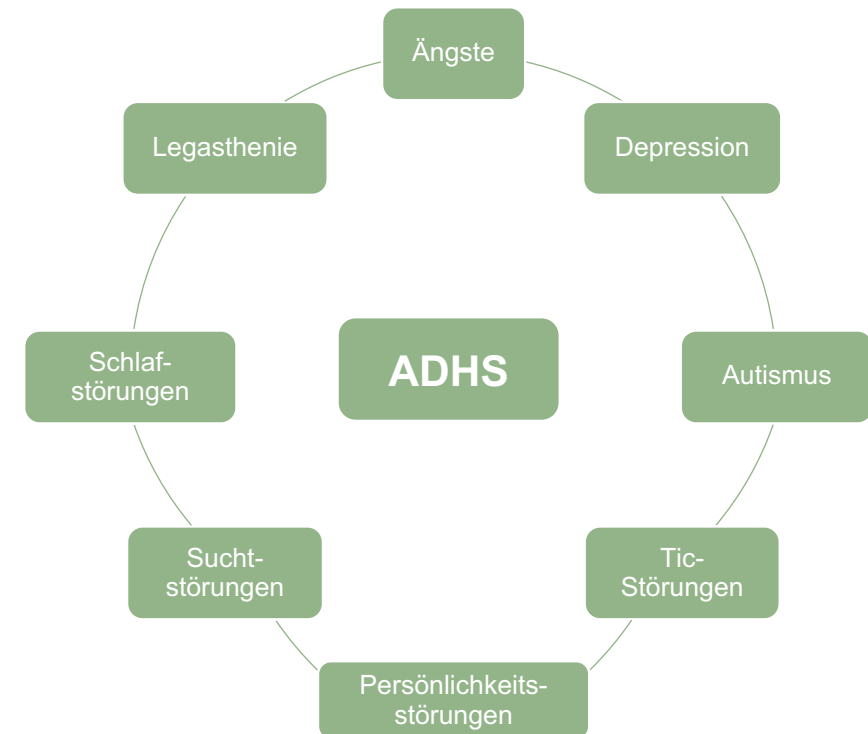 Ängste
Legasthenie
Depression
Schlaf-
störungen
ADHS
Autismus
Sucht-
störungen
Tic-
Störungen
Persönlichkeits-
störungen